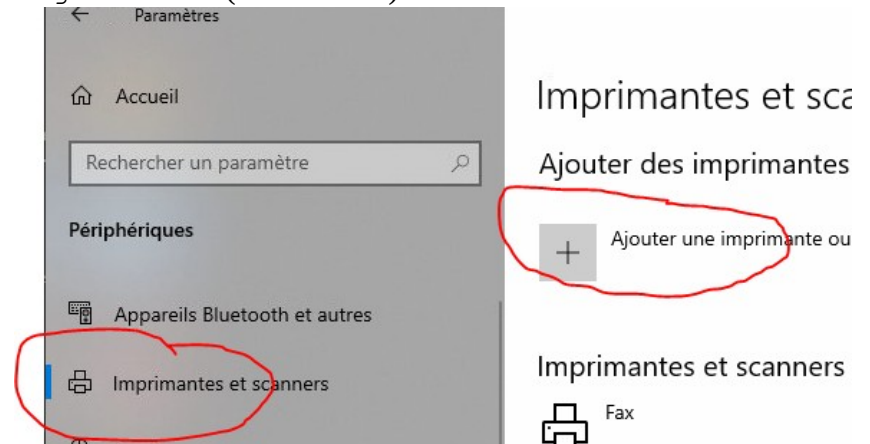 Paramètres
Accueil
Rechercher un paramètre
Périphériques
Appareils Bluetooth et autres
Imprimantes et scanners
Imprimantes et sca
Ajouter des imprimantes
Ajouter une imprimante ou
Imprimantes et scanners
Fax